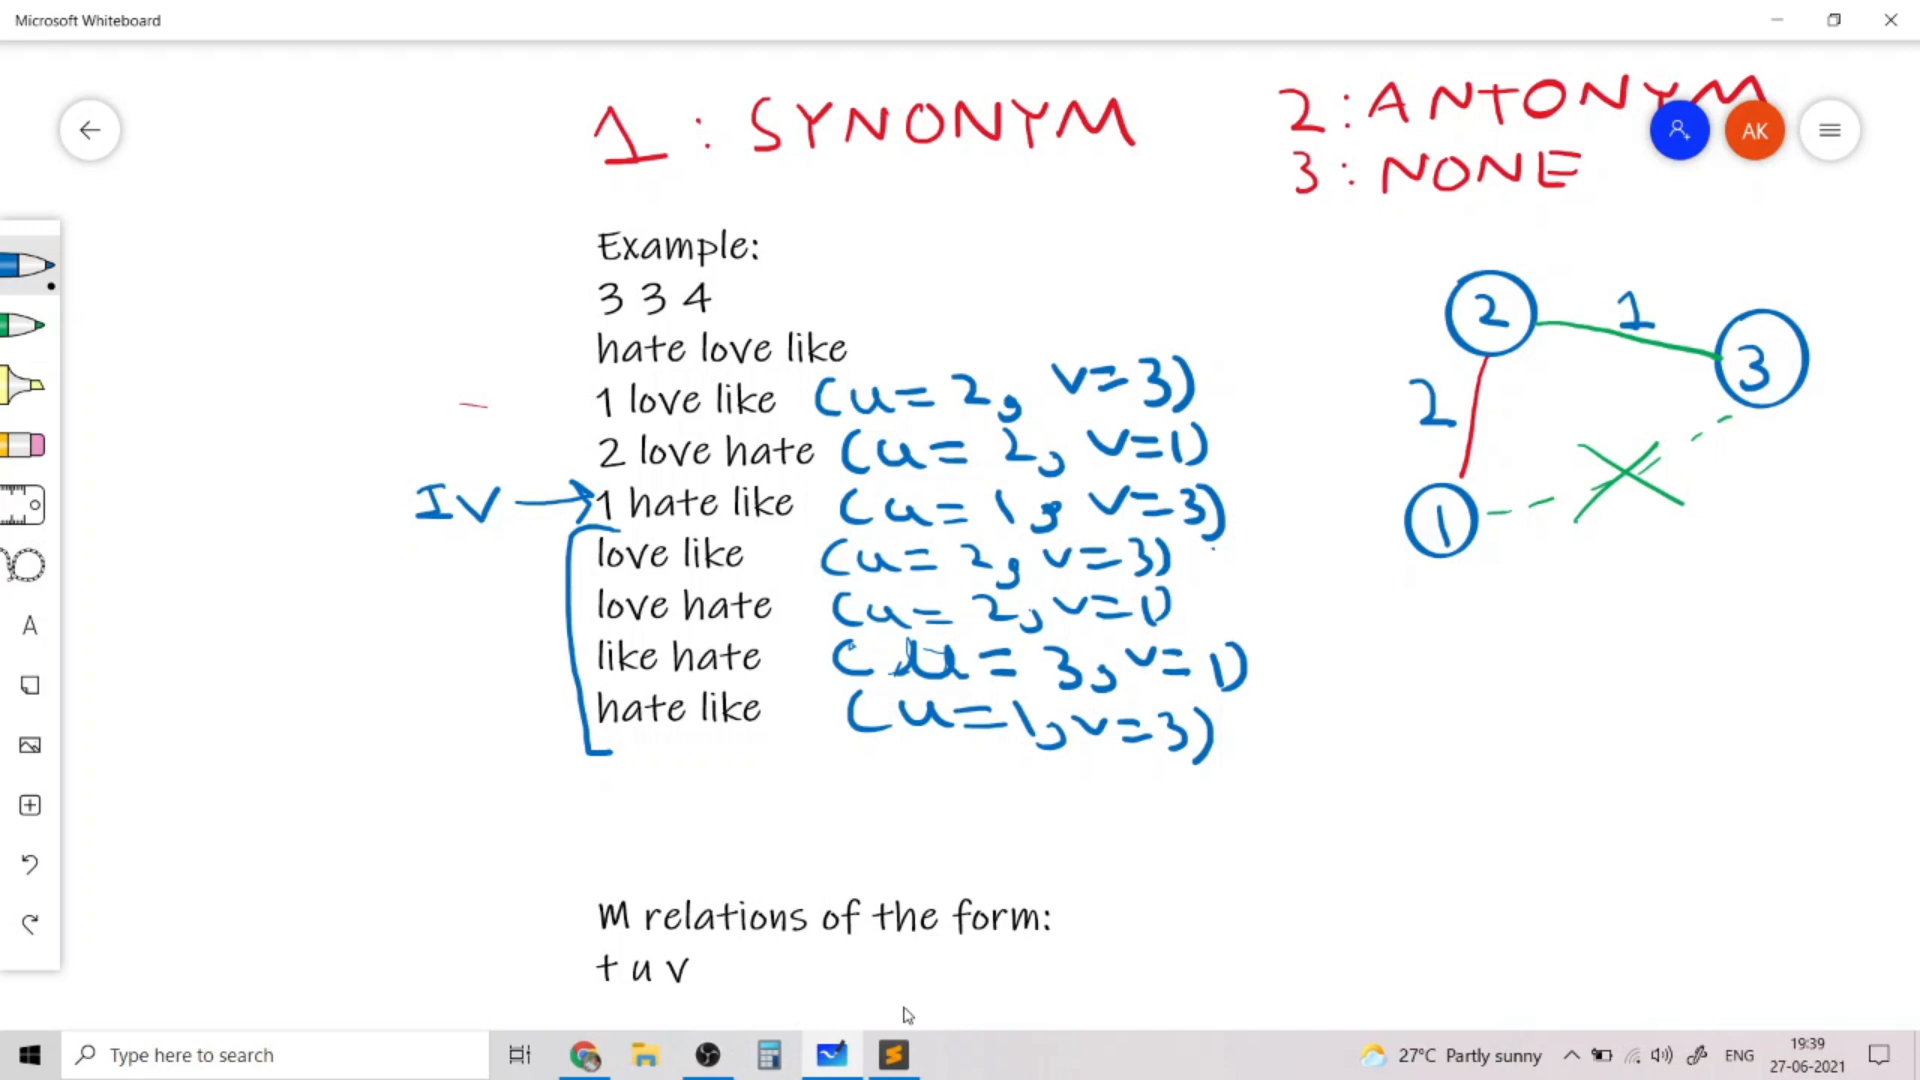 Microsoft Whiteboard
1 : SYNONYM
2 : ANTONYM
3 : NONE
AK
Example:
3 3 4
hate love like
1 love like (u = 2, v = 3)
2 love hate (u = 2, v = 1)
IV → 1 hate like (u = 1, v = 3)
love like (u = 2, v = 3)
love hate (u = 2, v = 1)
like hate (u = 3, v = 1)
hate like (u = 1, v = 3)
2
1
3
2
1
A
M relations of the form:
t u v
Type here to search
27°C Partly sunny
ENG
19:39
27-06-2021